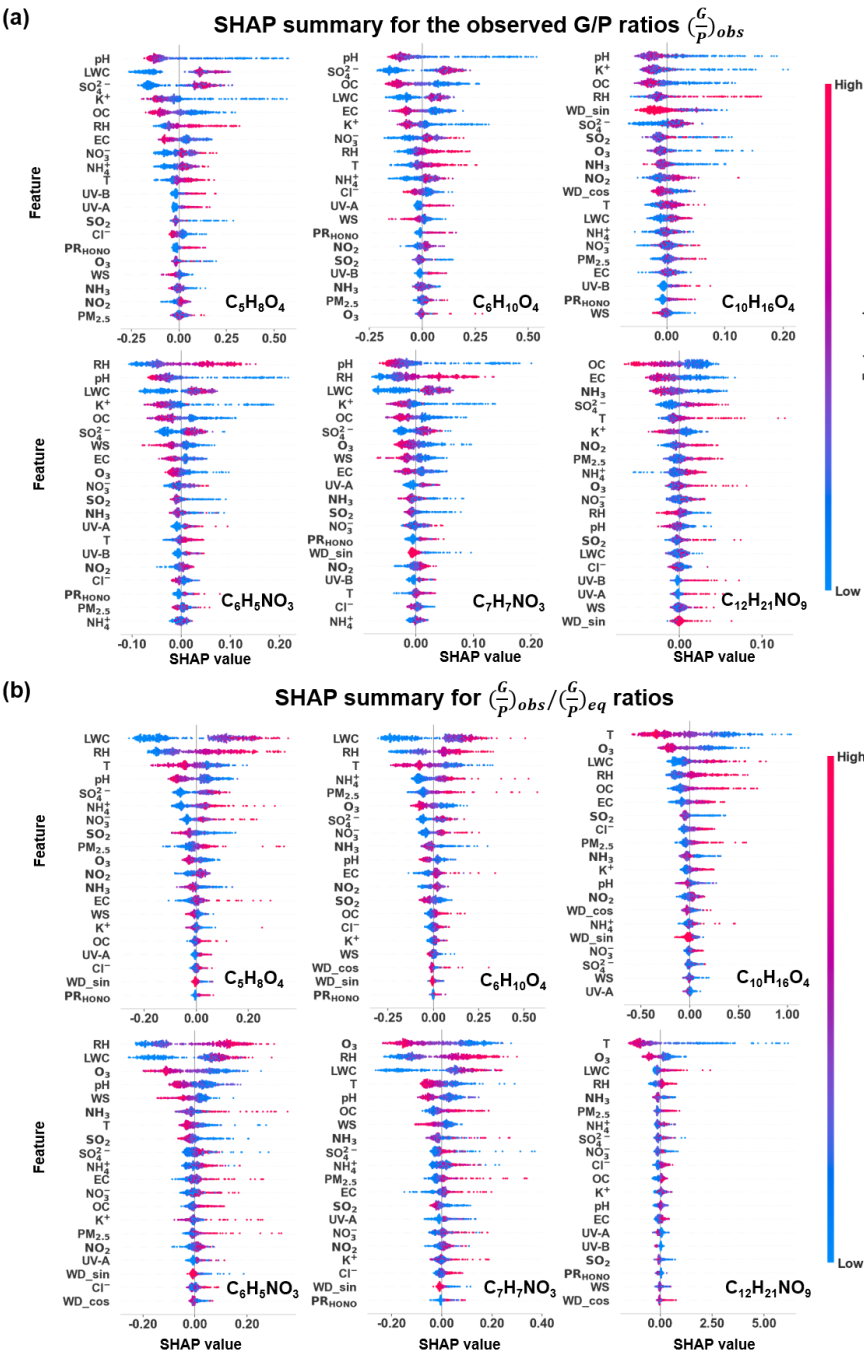 (a)
SHAP summary for the observed G/P ratios (G/P)obs
Feature
pH
LWC
SO₄²⁻
K⁺
OC
RH
EC
NO₃⁻
NH₄⁺
T
UV-B
UV-A
SO₂
Cl⁻
PR_HONO
O₃
WS
NH₃
NO₂
PM₂.₅
C₅H₈O₄
-0.25 0.00 0.25 0.50
pH
SO₄²⁻
OC
LWC
EC
K⁺
NO₃⁻
RH
T
NH₄⁺
Cl⁻
UV-A
WS
PR_HONO
NO₂
SO₂
UV-B
NH₃
PM₂.₅
O₃
C₆H₁₀O₄
-0.25 0.00 0.25 0.50
pH
K⁺
OC
RH
WD_sin
SO₄²⁻
SO₂
O₃
NH₃
NO₂
WD_cos
T
LWC
NH₄⁺
NO₃⁻
PM₂.₅
EC
UV-B
PR_HONO
WS
C₁₀H₁₆O₄
0.00 0.10 0.20
High
Low
Feature
RH
pH
LWC
K⁺
OC
SO₄²⁻
WS
EC
O₃
NO₃⁻
SO₂
NH₃
UV-A
T
UV-B
NO₂
Cl⁻
PR_HONO
PM₂.₅
NH₄⁺
C₆H₅NO₃
-0.10 0.00 0.10 0.20
SHAP value
pH
RH
LWC
K⁺
OC
SO₄²⁻
O₃
WS
EC
UV-A
NH₃
SO₂
NO₃⁻
PR_HONO
WD_sin
NO₂
UV-B
T
Cl⁻
NH₄⁺
C₇H₇NO₃
0.00 0.10 0.20
SHAP value
OC
EC
NH₃
SO₄²⁻
T
K⁺
NO₂
PM₂.₅
NH₄⁺
O₃
NO₃⁻
RH
pH
SO₂
LWC
Cl⁻
UV-B
UV-A
WS
WD_sin
C₁₂H₂₁NO₉
0.00 0.10
SHAP value
(b)
SHAP summary for (G/P)obs/(G/P)eq ratios
Feature
LWC
RH
T
pH
SO₄²⁻
NH₄⁺
NO₃⁻
SO₂
PM₂.₅
O₃
NO₂
NH₃
EC
WS
K⁺
OC
UV-A
Cl⁻
WD_sin
PR_HONO
C₅H₈O₄
-0.20 0.00 0.20
LWC
RH
T
NH₄⁺
PM₂.₅
O₃
SO₄²⁻
NO₃⁻
NH₃
pH
EC
NO₂
SO₂
OC
Cl⁻
K⁺
WS
WD_cos
WD_sin
PR_HONO
C₆H₁₀O₄
-0.25 0.00 0.25 0.50
T
O₃
LWC
RH
OC
EC
SO₂
Cl⁻
PM₂.₅
NH₃
K⁺
pH
NO₂
WD_cos
NH₄⁺
WD_sin
NO₃⁻
SO₄²⁻
WS
UV-A
C₁₀H₁₆O₄
-0.50 0.00 0.50 1.00
High
Low
Feature
RH
LWC
O₃
pH
WS
NH₃
T
SO₂
SO₄²⁻
NH₄⁺
EC
NO₃⁻
OC
K⁺
PM₂.₅
NO₂
UV-A
WD_sin
Cl⁻
WD_cos
C₆H₅NO₃
-0.20 0.00 0.20
SHAP value
O₃
RH
LWC
T
pH
OC
WS
NH₃
SO₄²⁻
NH₄⁺
PM₂.₅
EC
SO₂
UV-A
NO₃⁻
NO₂
K⁺
Cl⁻
WD_sin
PR_HONO
C₇H₇NO₃
-0.20 0.00 0.20 0.40
SHAP value
T
O₃
LWC
RH
NH₃
PM₂.₅
NH₄⁺
SO₄²⁻
NO₃⁻
Cl⁻
OC
K⁺
pH
EC
UV-A
UV-B
SO₂
PR_HONO
WS
WD_cos
C₁₂H₂₁NO₉
0.00 2.50 5.00
SHAP value